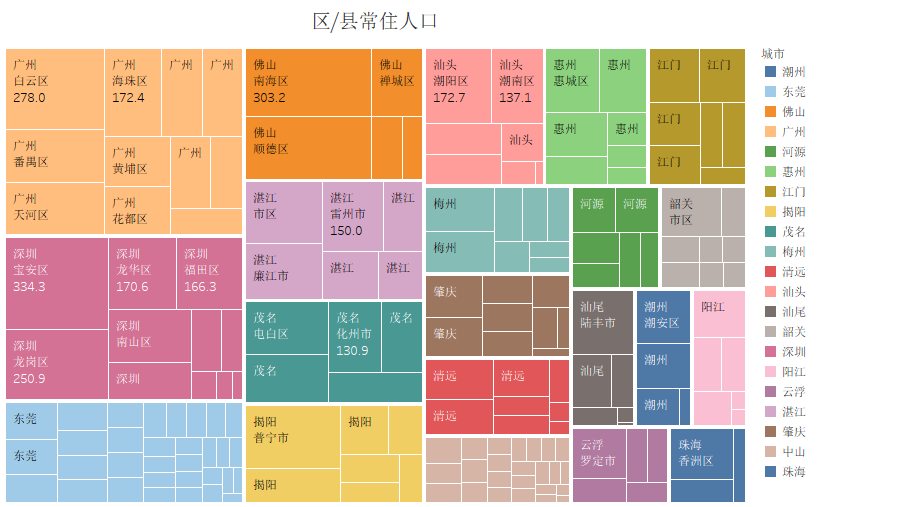 区/县常住人口
广州
白云区
278.0
广州
海珠区
172.4
广州
广州
广州
番禺区
广州
黄埔区
广州
广州
天河区
广州
花都区
深圳
宝安区
334.3
深圳
龙华区
170.6
深圳
福田区
166.3
深圳
南山区
深圳
龙岗区
250.9
深圳
东莞
东莞
佛山
南海区
303.2
佛山
禅城区
佛山
顺德区
湛江
市区
湛江
雷州市
150.0
湛江
湛江
廉江市
湛江
湛江
茂名
电白区
茂名
化州市
130.9
茂名
茂名
揭阳
普宁市
揭阳
揭阳
汕头
潮阳区
172.7
汕头
潮南区
137.1
汕头
惠州
惠城区
惠州
惠州
惠州
江门
江门
江门
江门
梅州
梅州
河源
河源
韶关
市区
肇庆
肇庆
清远
清远
清远
汕尾
陆丰市
汕尾
潮州
潮安区
潮州
潮州
阳江
云浮
罗定市
珠海
香洲区
城市
潮州
东莞
佛山
广州
河源
惠州
江门
揭阳
茂名
梅州
清远
汕头
汕尾
韶关
深圳
阳江
云浮
湛江
肇庆
中山
珠海